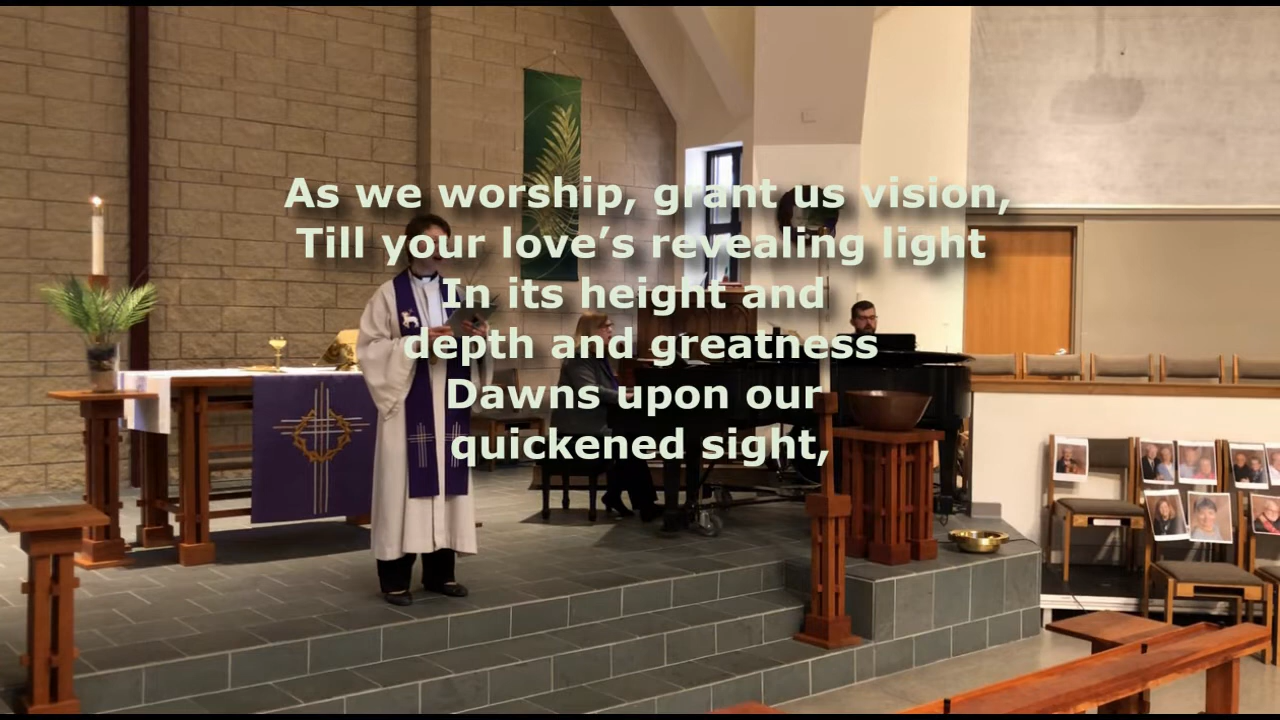 As we worship, grant us vision,
Till your love’s revealing light
In its height and
depth and greatness
Dawns upon our
quickened sight,